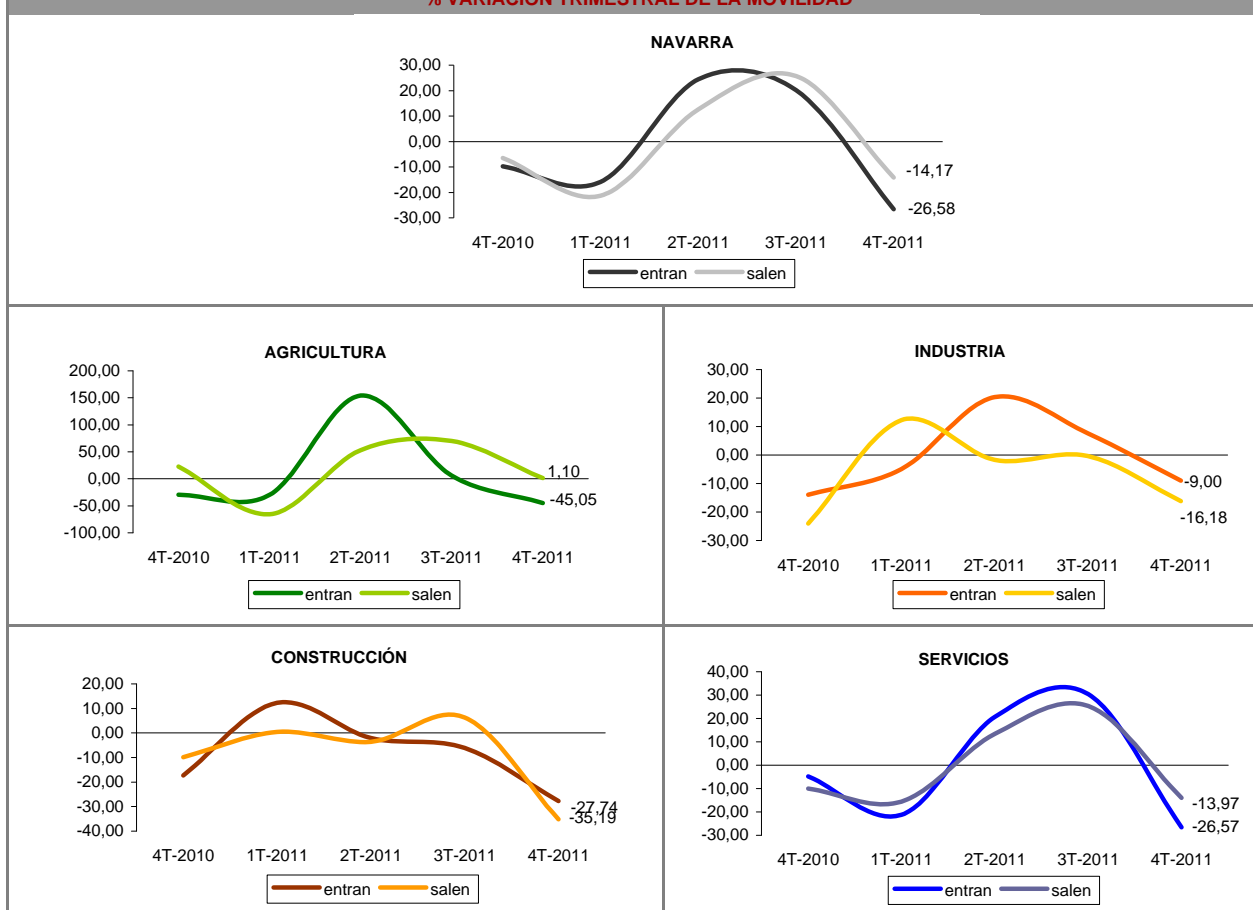 % VARIACIÓN TRIMESTRAL DE LA MOVILIDAD
NAVARRA
30,00
20,00
10,00
0,00
-10,00
-20,00
-30,00
-14,17
-26,58
4T-2010 1T-2011 2T-2011 3T-2011 4T-2011
entran salen
AGRICULTURA
200,00
150,00
100,00
50,00
0,00
-50,00
-100,00
1,10
-45,05
4T-2010 1T-2011 2T-2011 3T-2011 4T-2011
entran salen
INDUSTRIA
30,00
20,00
10,00
0,00
-10,00
-20,00
-30,00
-9,00
-16,18
4T-2010 1T-2011 2T-2011 3T-2011 4T-2011
entran salen
CONSTRUCCIÓN
20,00
10,00
0,00
-10,00
-20,00
-30,00
-40,00
-27,74
-35,19
4T-2010 1T-2011 2T-2011 3T-2011 4T-2011
entran salen
SERVICIOS
40,00
30,00
20,00
10,00
0,00
-10,00
-20,00
-30,00
-13,97
-26,57
4T-2010 1T-2011 2T-2011 3T-2011 4T-2011
entran salen